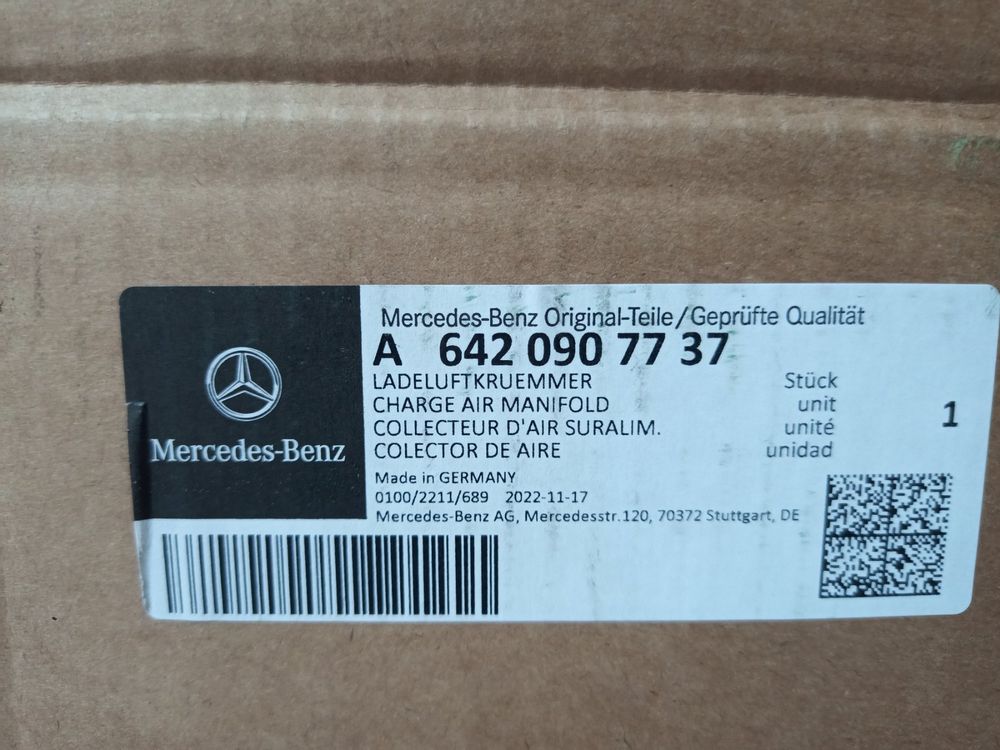 Mercedes-Benz Original-Teile/Geprüfte Qualität
A 642 090 77 37
LADELUFTKRUEMMER Stück
CHARGE AIR MANIFOLD unit
COLLECTEUR D'AIR SURALIM. unité
COLECTOR DE AIRE unidad
1
Made in GERMANY
0100/2211/689 2022-11-17
Mercedes-Benz AG, Mercedesstr.120, 70372 Stuttgart, DE
Mercedes-Benz